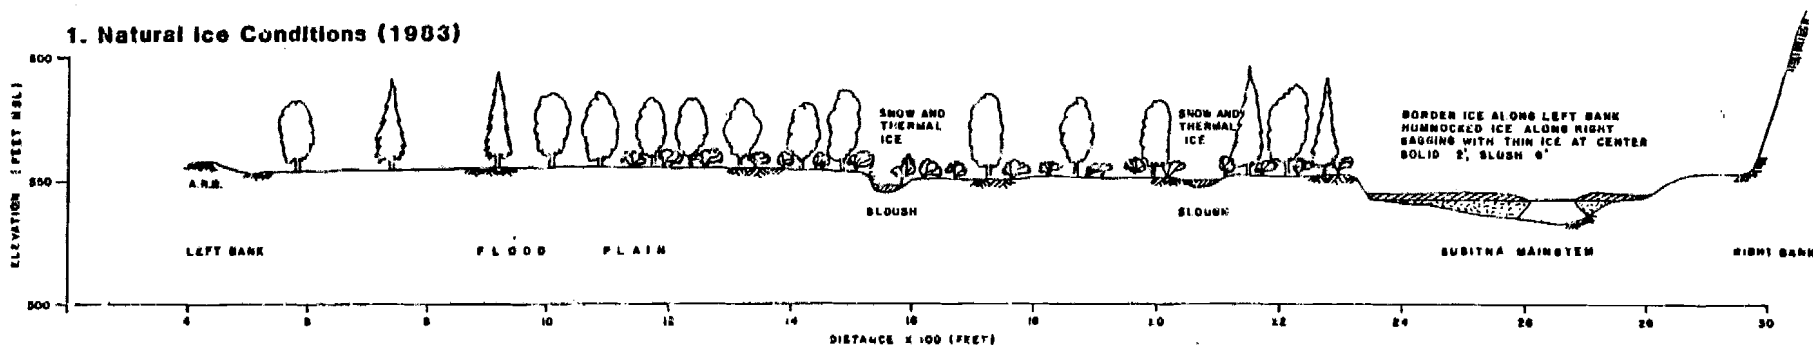 1. Natural Ice Conditions (1983)
ELEVATION (FEET MSL)
600
550
500
SNOW AND
THERMAL
ICE
SNOW AND
THERMAL
ICE
BORDER ICE ALONG LEFT BANK
HUMMOCKED ICE ALONG RIGHT
SAGGING WITH THIN ICE AT CENTER
SOLID 2', SLUSH 6'
A.R.R.
SLOUGH
SLOUGH
LEFT BANK
FLOOD PLAIN
SUSITNA MAINSTEM
RIGHT BANK
4 6 8 10 12 14 16 18 20 22 24 26 28 30
DISTANCE X 100 (FEET)